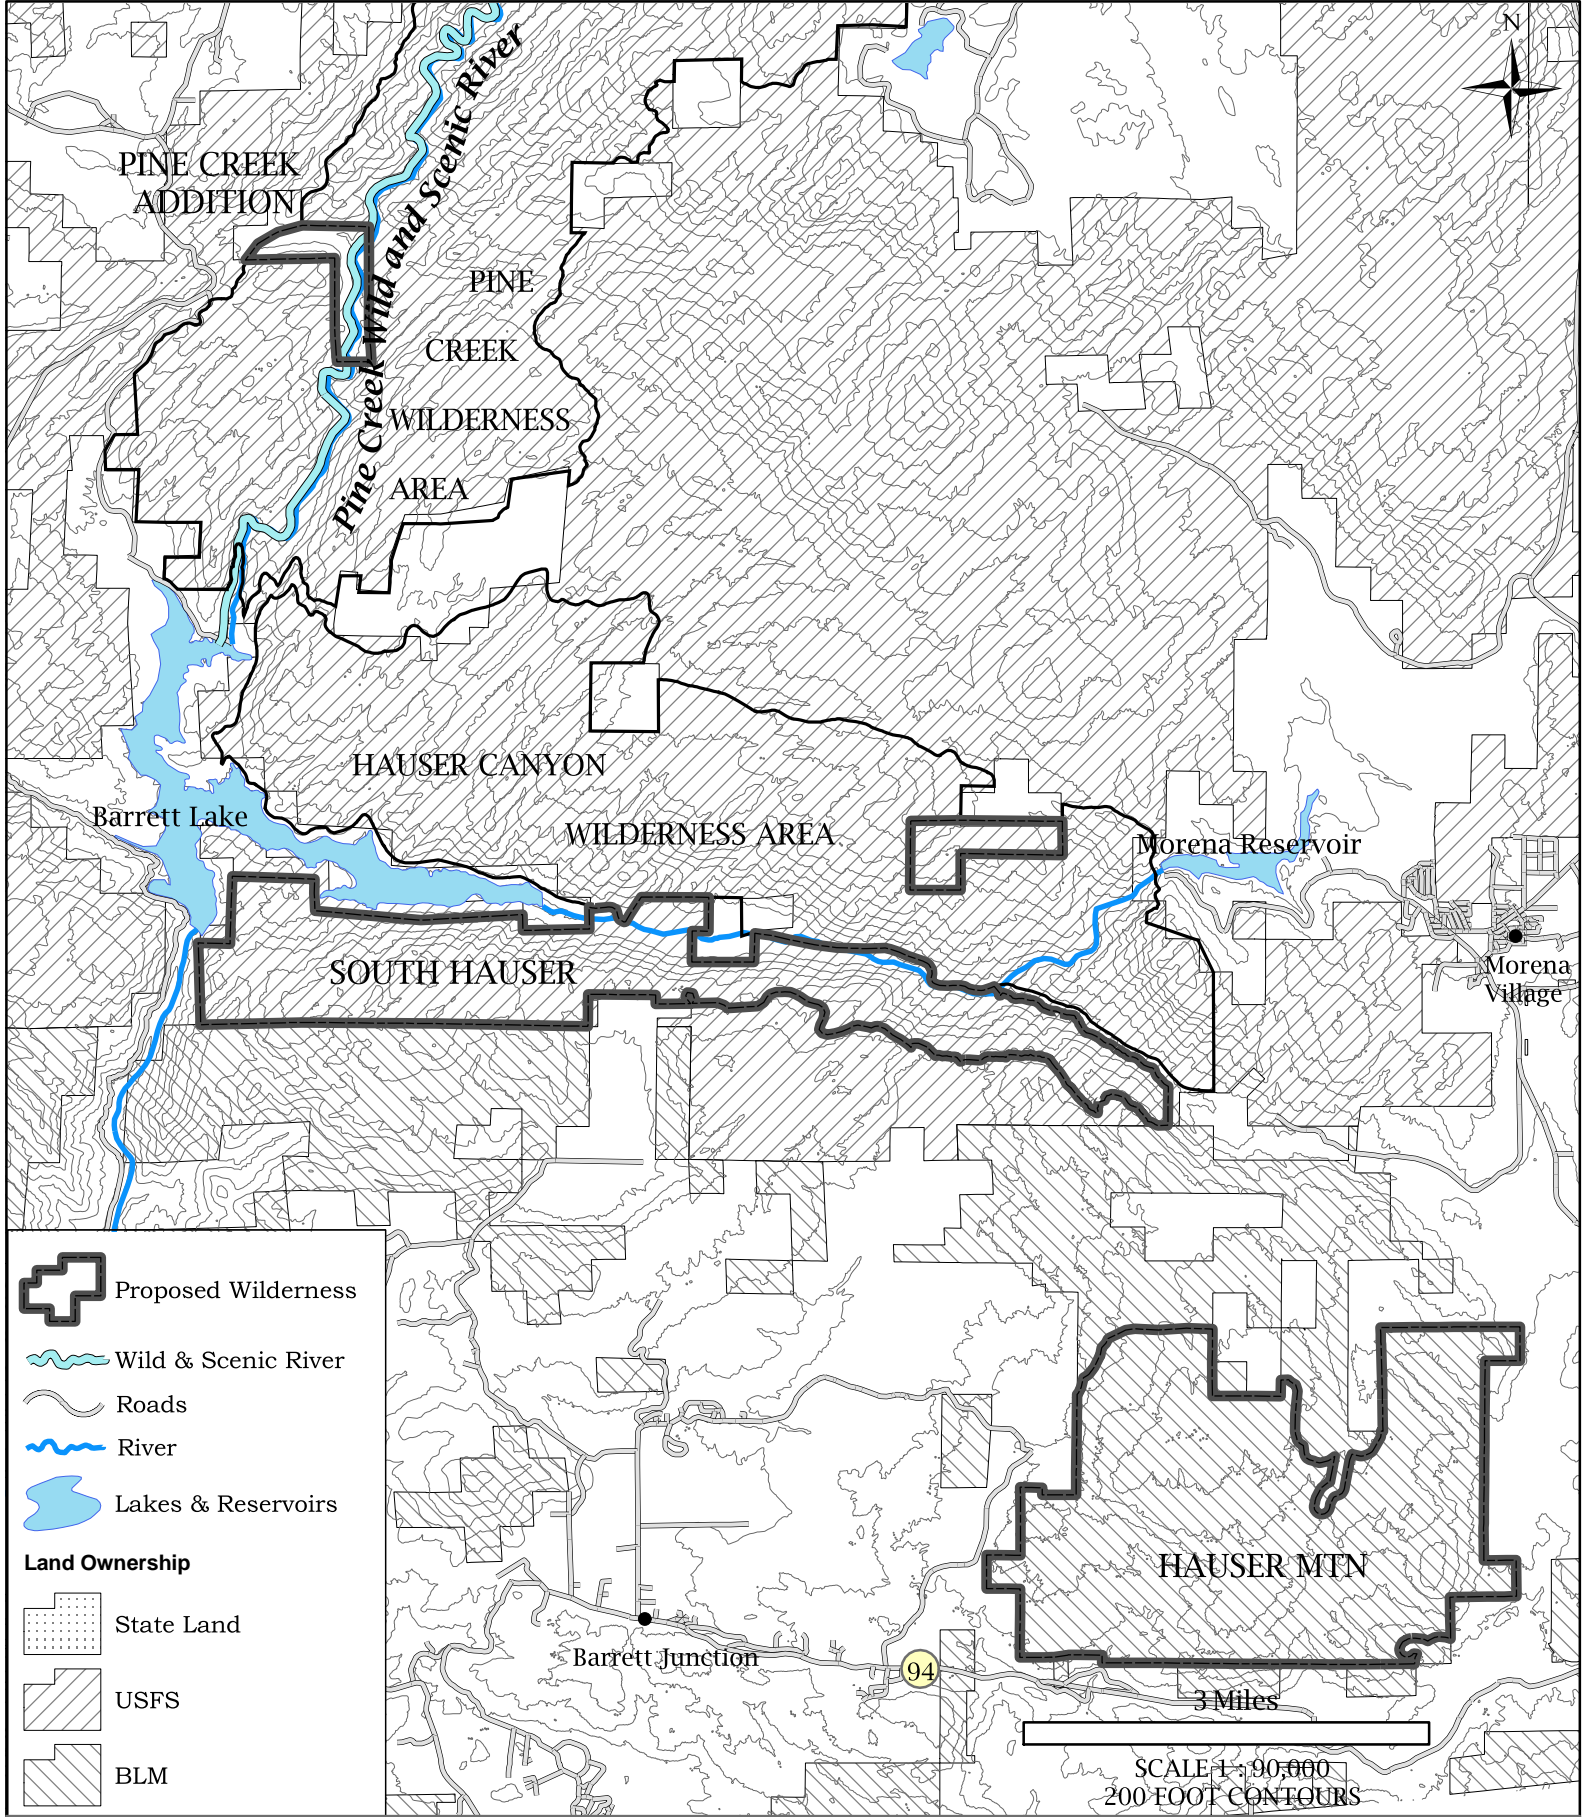 N
Pine Creek Wild and Scenic River
PINE CREEK
ADDITION
PINE
CREEK
WILDERNESS
AREA
HAUSER CANYON
WILDERNESS AREA
Barrett Lake
Morena Reservoir
SOUTH HAUSER
Morena
Village
Proposed Wilderness
Wild & Scenic River
Roads
River
Lakes & Reservoirs
Land Ownership
State Land
USFS
BLM
HAUSER MTN
Barrett Junction
94
3 Miles
SCALE 1 : 90,000
200 FOOT CONTOURS